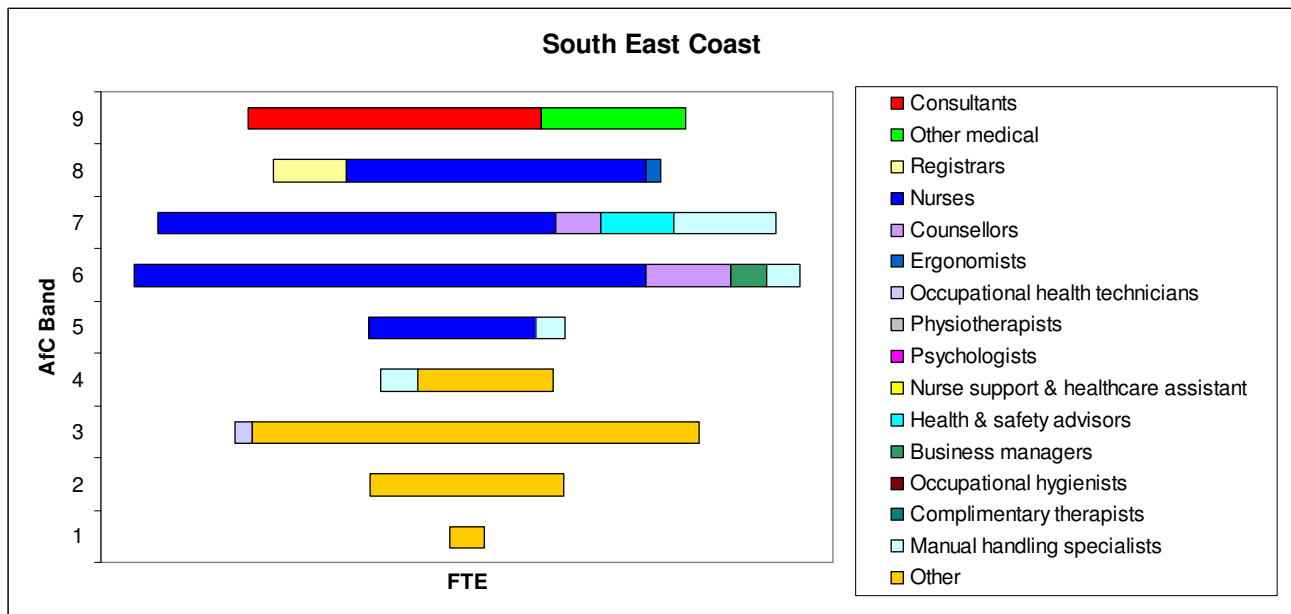 South East Coast
AfC Band
9
8
7
6
5
4
3
2
1
FTE
Consultants
Other medical
Registrars
Nurses
Counsellors
Ergonomists
Occupational health technicians
Physiotherapists
Psychologists
Nurse support & healthcare assistant
Health & safety advisors
Business managers
Occupational hygienists
Complimentary therapists
Manual handling specialists
Other